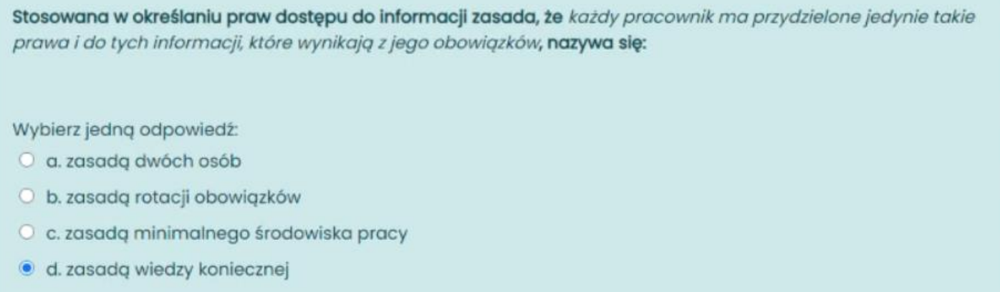 Stosowana w określaniu praw dostępu do informacji zasada, że każdy pracownik ma przydzielone jedynie takie
prawa i do tych informacji, które wynikają z jego obowiązków, nazywa się:
Wybierz jedną odpowiedź:
a. zasadą dwóch osób
b. zasadą rotacji obowiązków
c. zasadą minimalnego środowiska pracy
d. zasadą wiedzy koniecznej